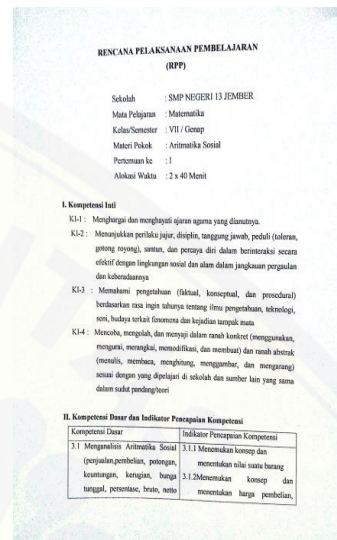 RENCANA PELAKSANAAN PEMBELAJARAN
(RPP)
Sekolah : SMP NEGERI 13 JEMBER
Mata Pelajaran : Matematika
Kelas/Semester : VII / Genap
Materi Pokok : Aritmatika Sosial
Pertemuan ke : I
Alokasi Waktu : 2 x 40 Menit
I. Kompetensi Inti
KI-1 : Menghargai dan menghayati ajaran agama yang dianutnya.
KI-2 : Menunjukkan perilaku jujur, disiplin, tanggung jawab, peduli (toleran,
gotong royong), santun, dan percaya diri dalam berinteraksi secara
efektif dengan lingkungan sosial dan alam dalam jangkauan pergaulan
dan keberadaannya
KI-3 : Memahami pengetahuan (faktual, konseptual, dan prosedural)
berdasarkan rasa ingin tahunya tentang ilmu pengetahuan, teknologi,
seni, budaya terkait fenomena dan kejadian tampak mata
KI-4 : Mencoba, mengolah, dan menyaji dalam ranah konkret (menggunakan,
mengurai, merangkai, memodifikasi, dan membuat) dan ranah abstrak
(menulis, membaca, menghitung, menggambar, dan mengarang)
sesuai dengan yang dipelajari di sekolah dan sumber lain yang sama
dalam sudut pandang/teori
II. Kompetensi Dasar dan Indikator Pencapaian Kompetensi
Kompetensi Dasar
Indikator Pencapaian Kompetensi
3.1 Menganalisis Aritmatika Sosial
(penjualan,pembelian, potongan,
keuntungan, kerugian, bunga
tunggal, persentase, bruto, netto
3.1.1 Menemukan konsep dan
menentukan nilai suatu barang
3.1.2Menemukan konsep dan
menentukan harga pembelian,